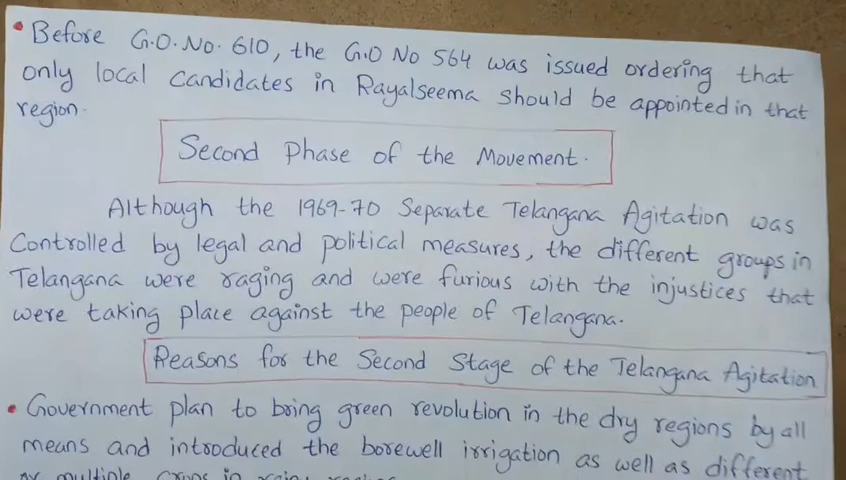 • Before G.O.No. 610, the G.O No 564 was issued ordering that
only local candidates in Rayalseema should be appointed in that
region.
Second Phase of the Movement.
Although the 1969-70 Separate Telangana Agitation was
Controlled by legal and political measures, the different groups in
Telangana were raging and were furious with the injustices that
were taking place against the people of Telangana.
Reasons for the Second Stage of the Telangana Agitation
• Government plan to bring green revolution in the dry regions by all
means and introduced the borewell irrigation as well as different
multiple crops in